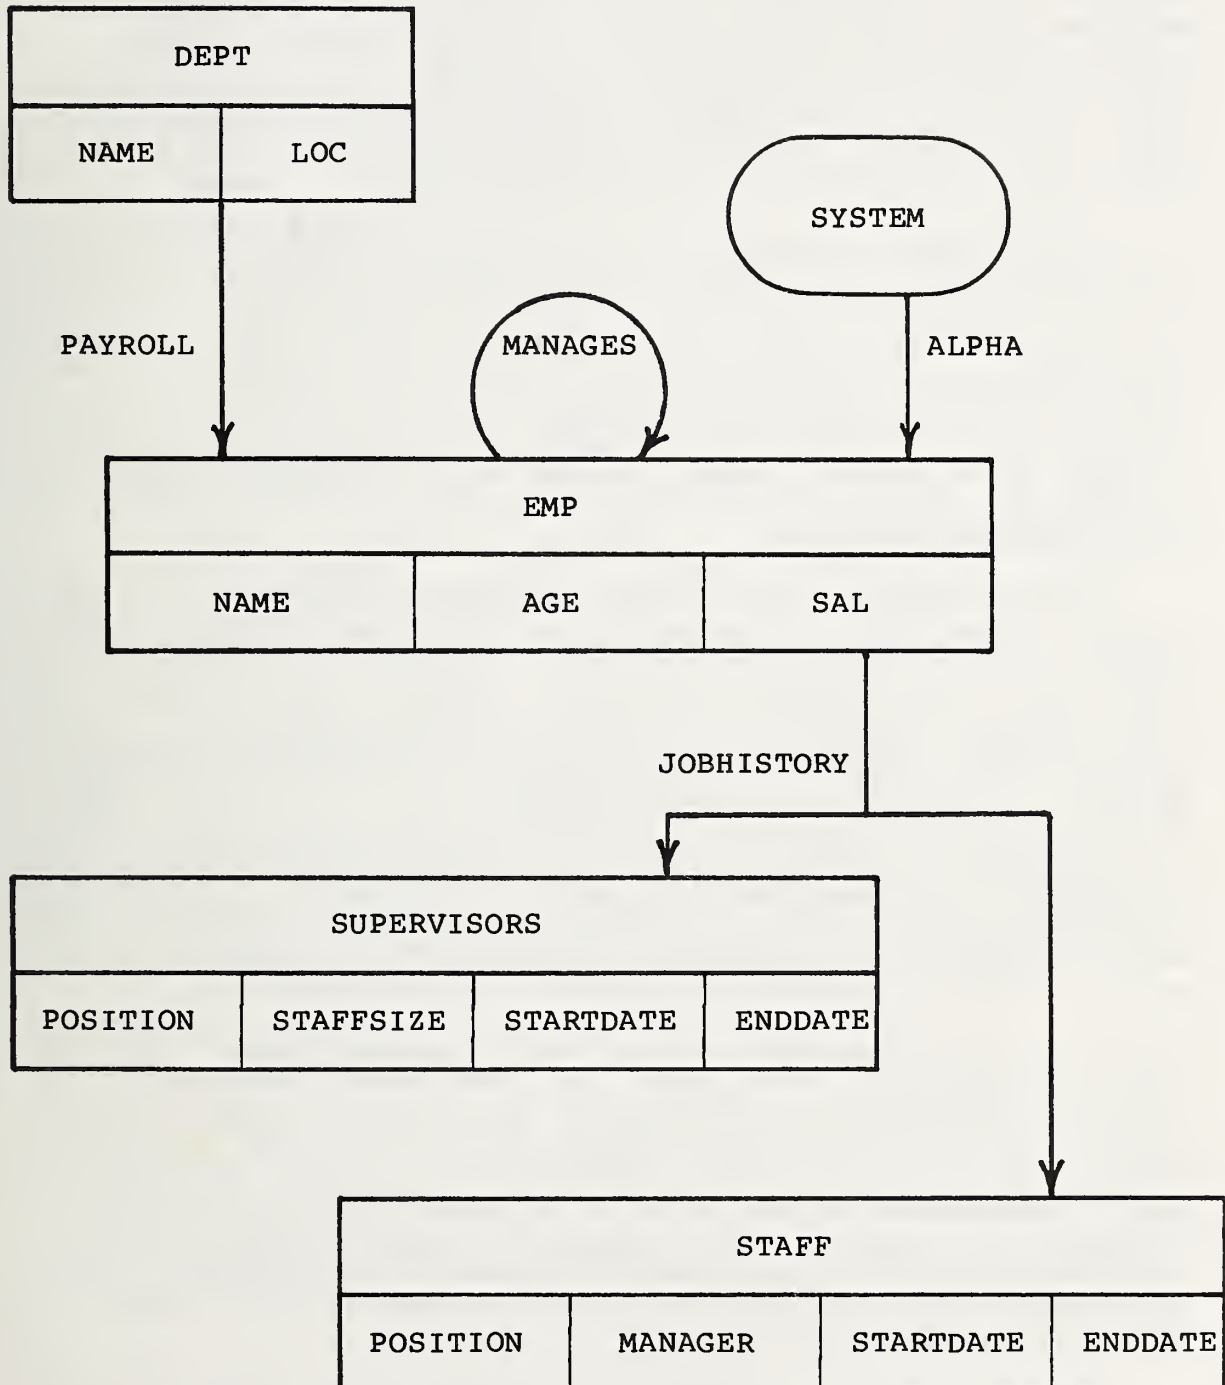 DEPT
NAME LOC
SYSTEM
PAYROLL MANAGES ALPHA
EMP
NAME AGE SAL
JOBHISTORY
SUPERVISORS
POSITION STAFFSIZE STARTDATE ENDDATE
STAFF
POSITION MANAGER STARTDATE ENDDATE